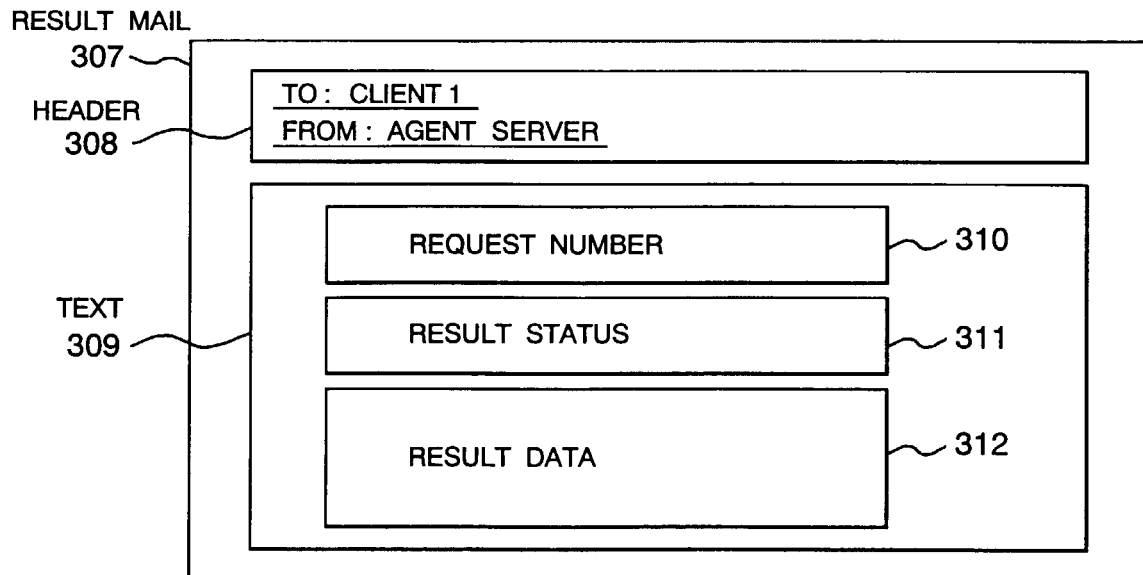 RESULT MAIL
307
HEADER
308
TO : CLIENT 1
FROM : AGENT SERVER
REQUEST NUMBER
310
TEXT
309
RESULT STATUS
311
RESULT DATA
312